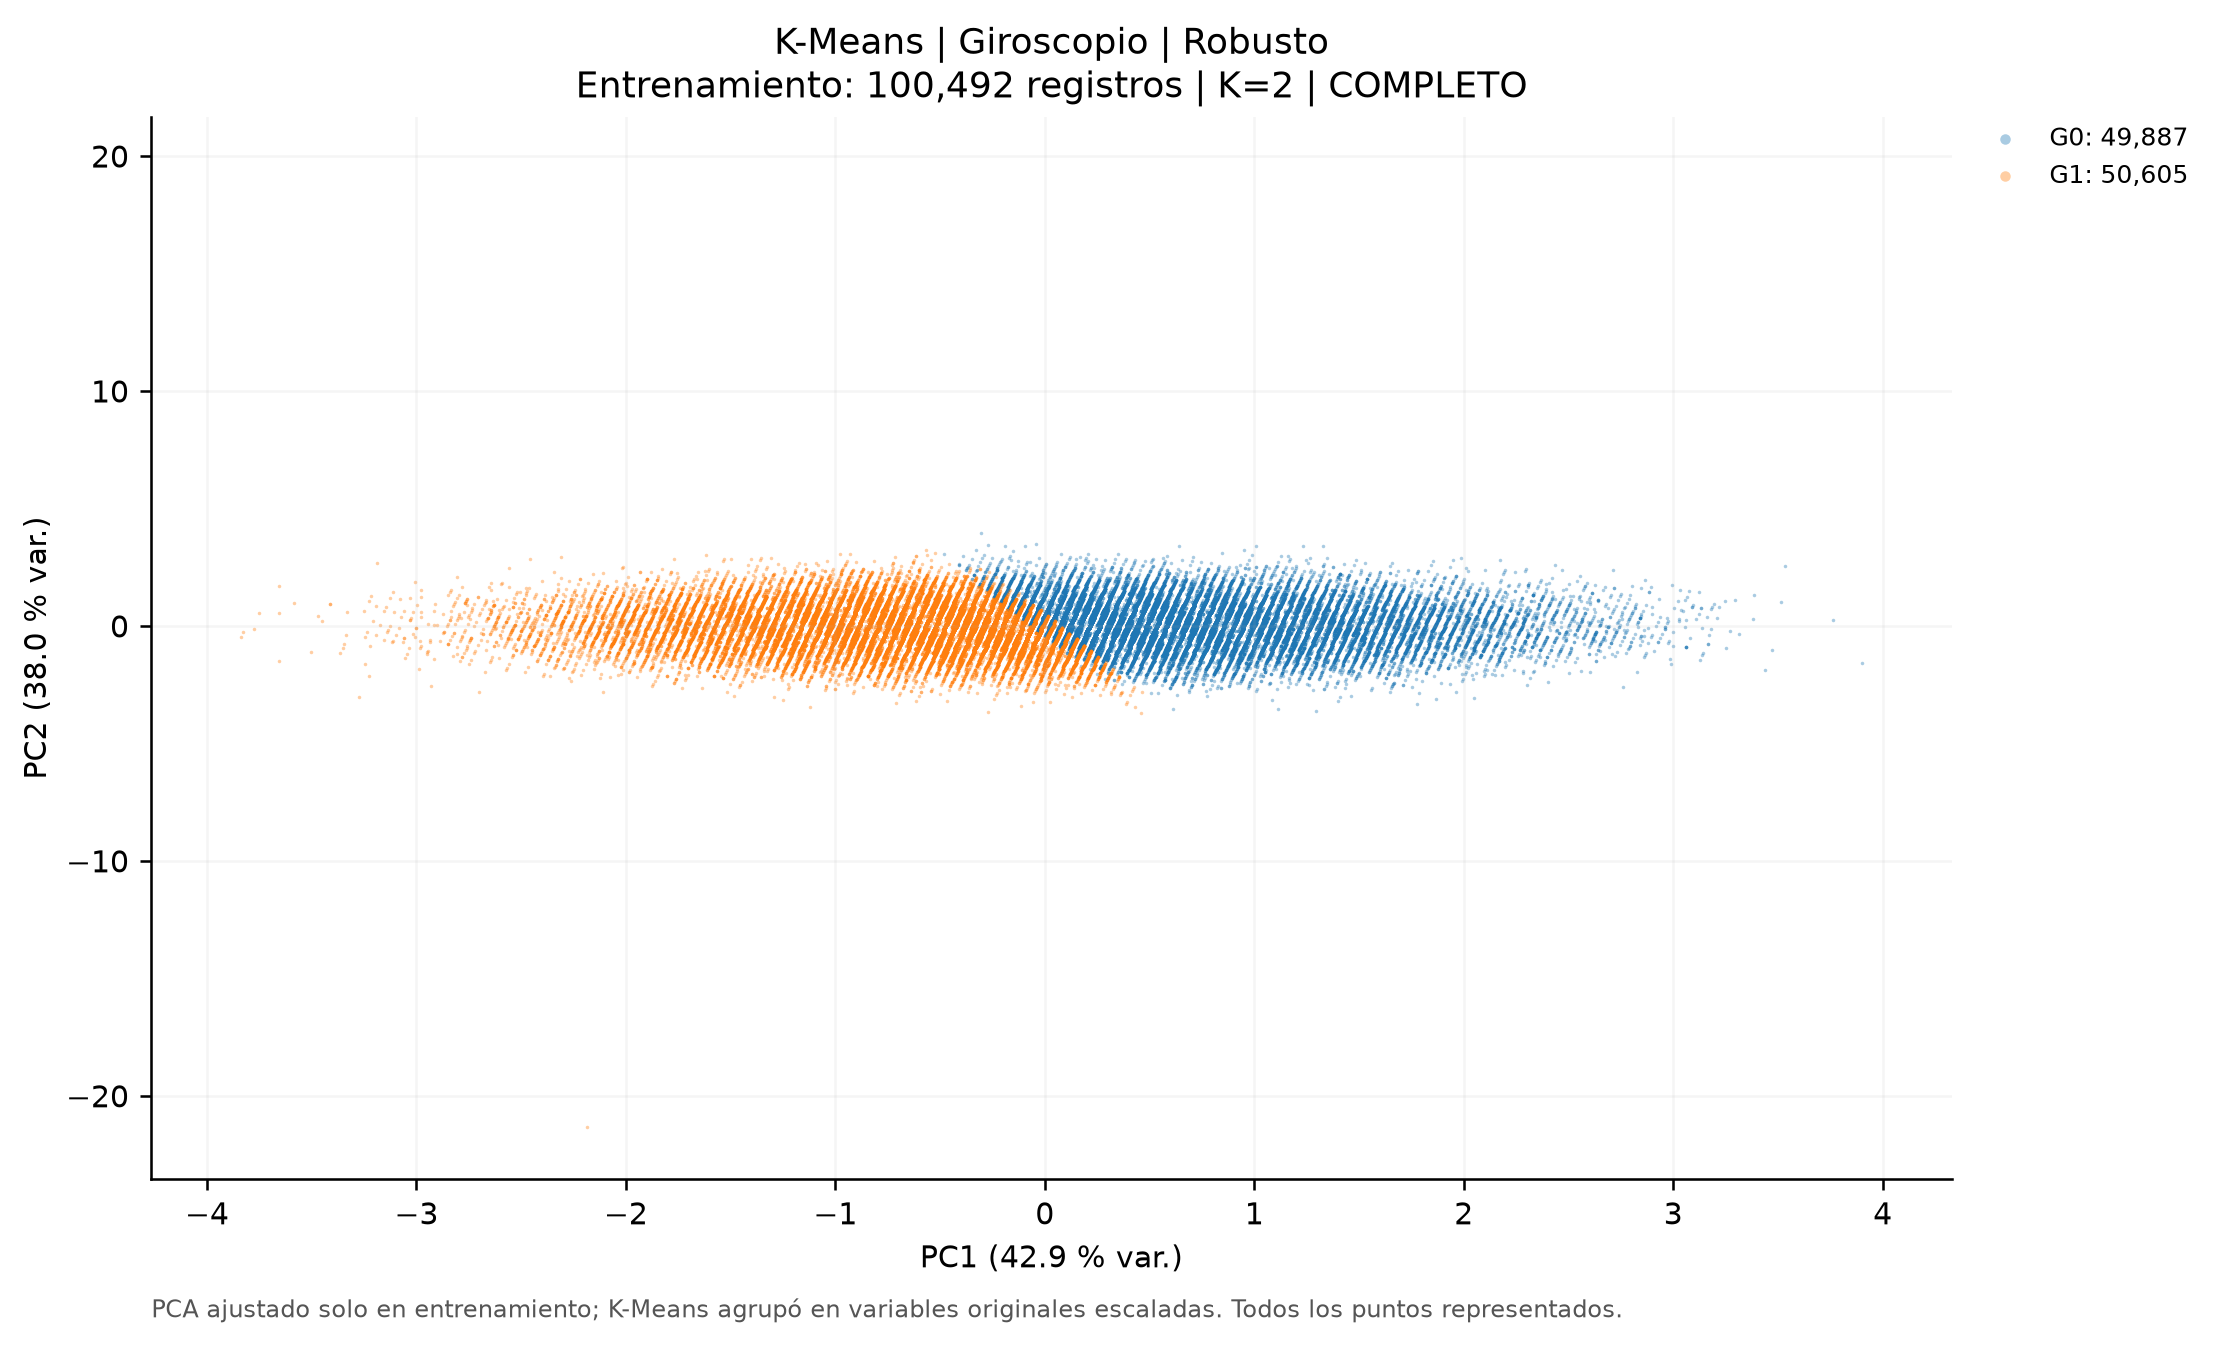 K-Means | Giroscopio | Robusto
Entrenamiento: 100,492 registros | K=2 | COMPLETO
G0: 49,887
G1: 50,605
20
10
0
−10
−20
PC2 (38.0 % var.)
−4
−3
−2
−1
0
1
2
3
4
PC1 (42.9 % var.)
PCA ajustado solo en entrenamiento; K-Means agrupó en variables originales escaladas. Todos los puntos representados.